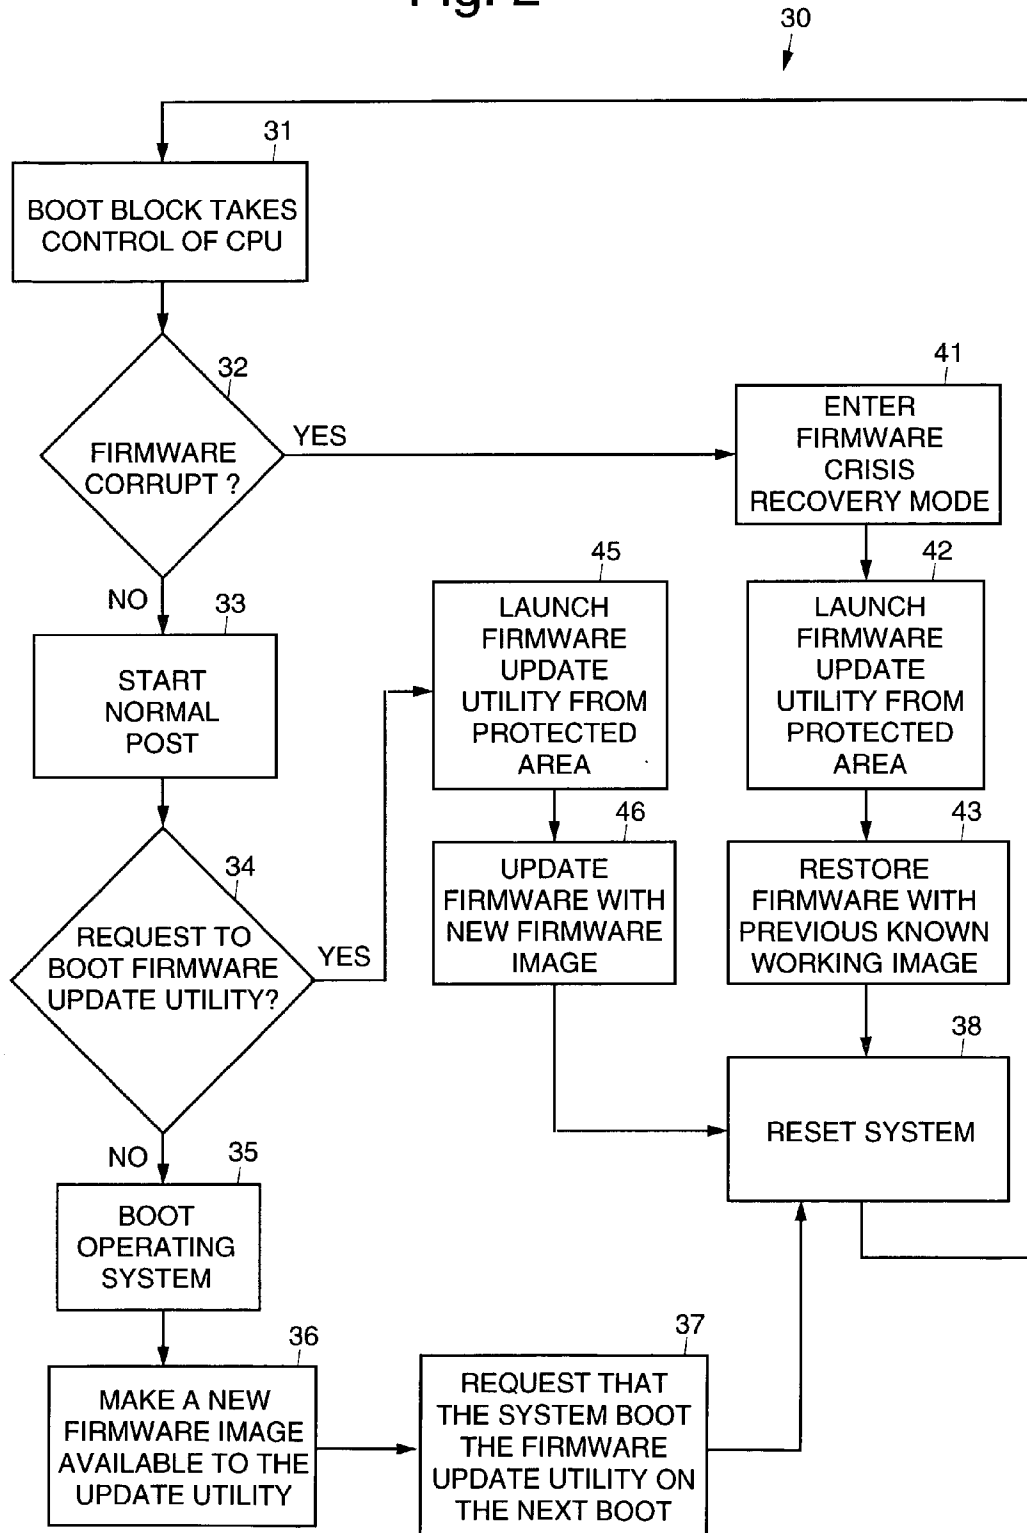 Fig. 2
30
31
BOOT BLOCK TAKES
CONTROL OF CPU
32
FIRMWARE
CORRUPT ?
YES
NO
41
ENTER
FIRMWARE
CRISIS
RECOVERY MODE
33
START
NORMAL
POST
45
LAUNCH
FIRMWARE
UPDATE
UTILITY FROM
PROTECTED
AREA
42
LAUNCH
FIRMWARE
UPDATE
UTILITY FROM
PROTECTED
AREA
34
REQUEST TO
BOOT FIRMWARE
UPDATE UTILITY?
YES
NO
46
UPDATE
FIRMWARE WITH
NEW FIRMWARE
IMAGE
43
RESTORE
FIRMWARE WITH
PREVIOUS KNOWN
WORKING IMAGE
38
RESET SYSTEM
35
BOOT
OPERATING
SYSTEM
36
MAKE A NEW
FIRMWARE IMAGE
AVAILABLE TO THE
UPDATE UTILITY
37
REQUEST THAT
THE SYSTEM BOOT
THE FIRMWARE
UPDATE UTILITY ON
THE NEXT BOOT